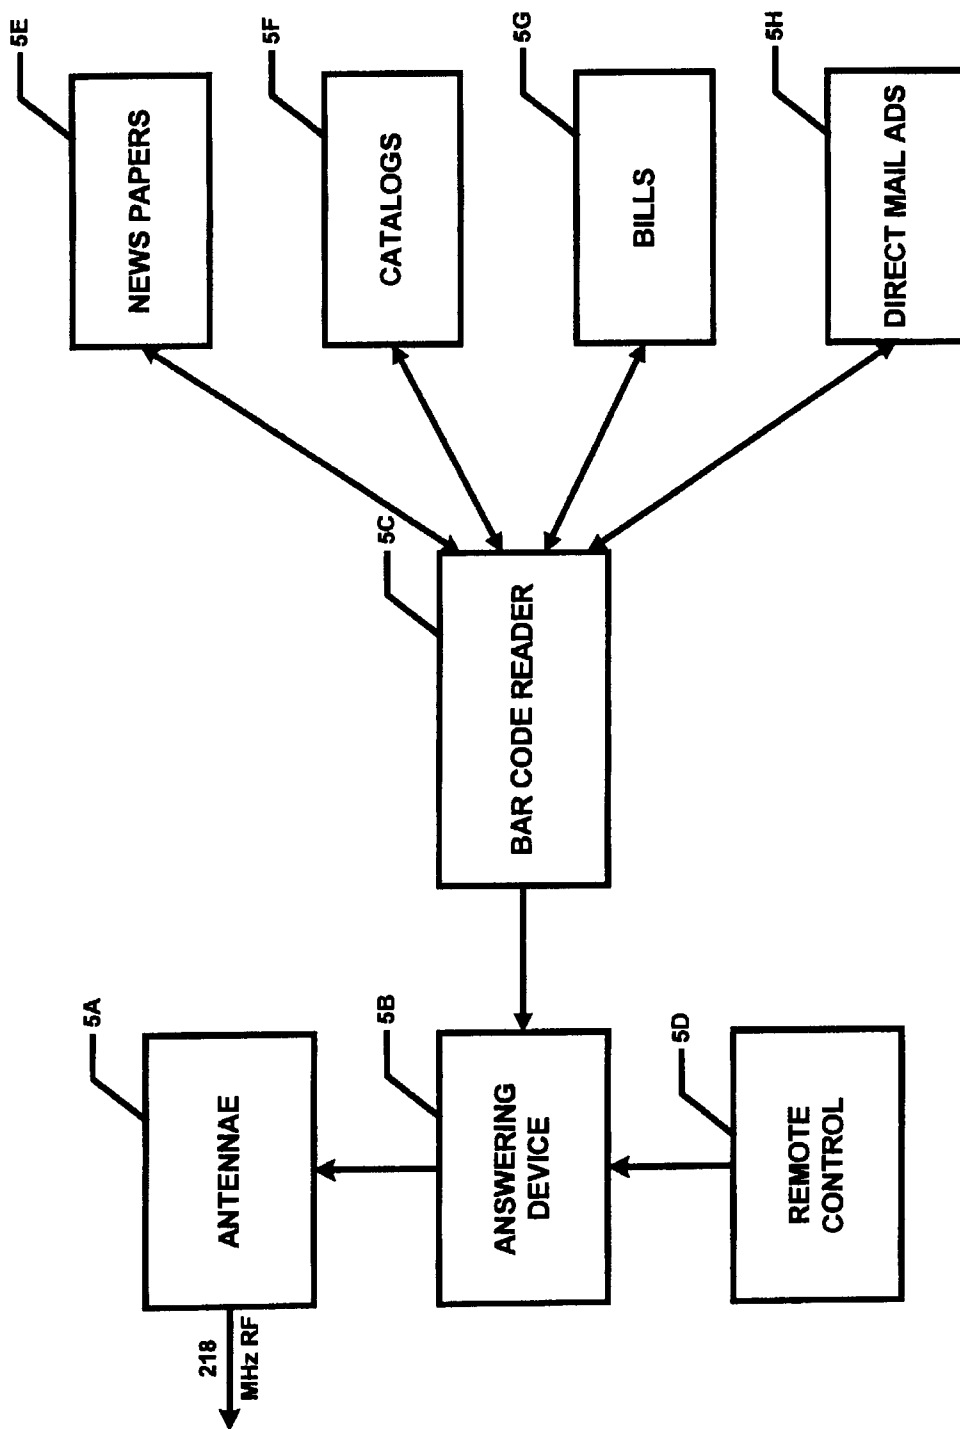 5A
ANTENNAE
218
MHz RF
5B
ANSWERING
DEVICE
5D
REMOTE
CONTROL
5C
BAR CODE READER
5E
NEWS PAPERS
5F
CATALOGS
5G
BILLS
5H
DIRECT MAIL ADS